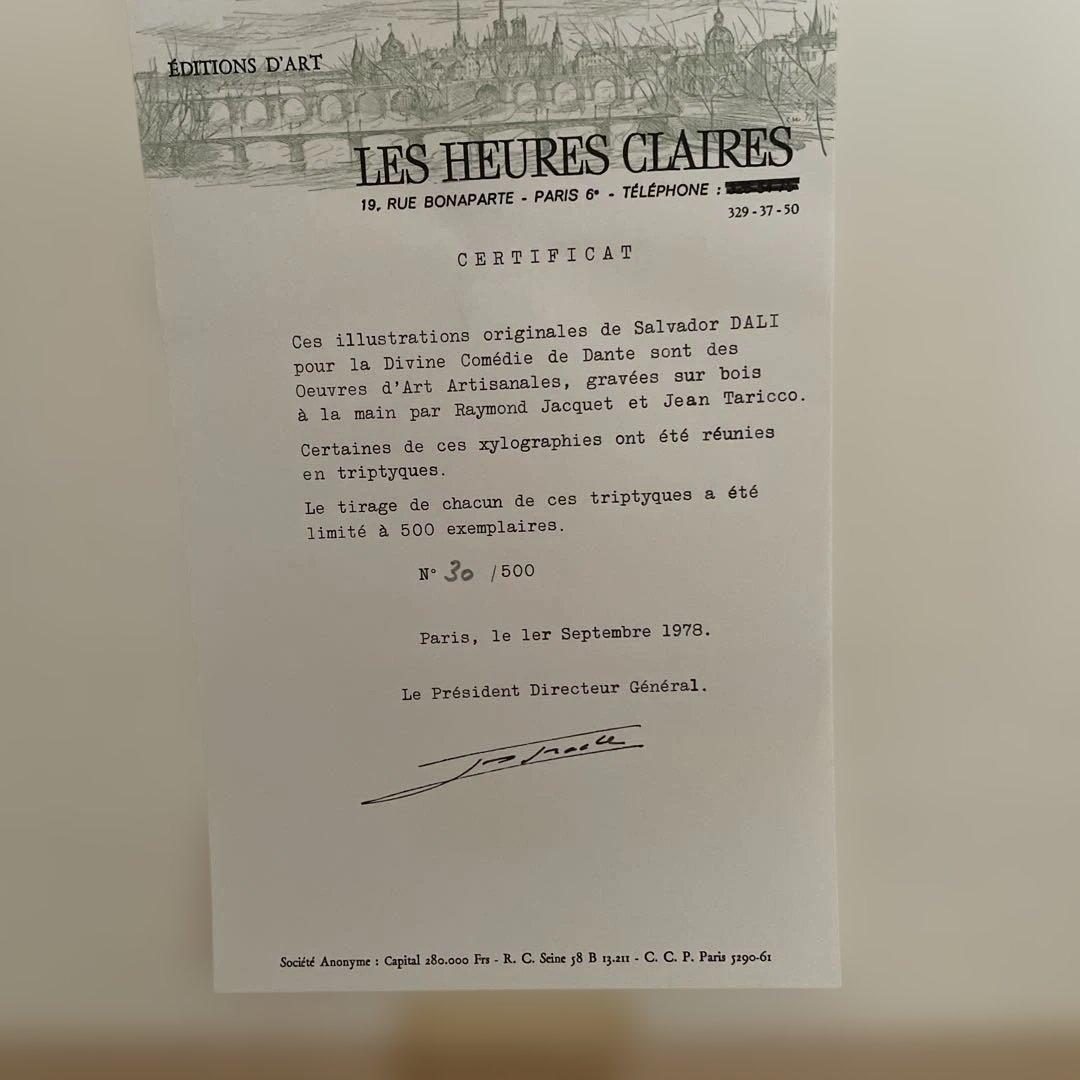 ÉDITIONS D'ART
LES HEURES CLAIRES
19, RUE BONAPARTE - PARIS 6e - TÉLÉPHONE :
329-37-50
CERTIFICAT
Ces illustrations originales de Salvador DALI
pour la Divine Comédie de Dante sont des
Oeuvres d'Art Artisanales, gravées sur bois
à la main par Raymond Jacquet et Jean Taricco.
Certaines de ces xylographies ont été réunies
en triptyques.
Le tirage de chacun de ces triptyques a été
limité à 500 exemplaires.
N° 30 /500
Paris, le 1er Septembre 1978.
Le Président Directeur Général.
Société Anonyme : Capital 280.000 Frs - R. C. Seine 58 B 13.211 - C. C. P. Paris 5290-61